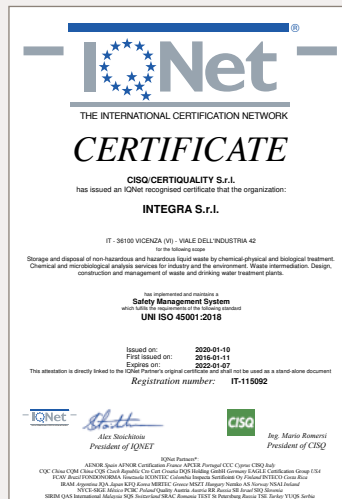 IQNet®
THE INTERNATIONAL CERTIFICATION NETWORK
CERTIFICATE
CISQ/CERTIQUALITY S.r.l.
has issued an IQNet recognised certificate that the organization:
INTEGRA S.r.l.
IT - 36100 VICENZA (VI) - VIALE DELL'INDUSTRIA 42
for the following scope
Storage and disposal of non-hazardous and hazardous liquid waste by chemical-physical and biological treatment.
Chemical and microbiological analysis services for industry and the environment. Waste intermediation. Design,
construction and management of waste and drinking water treatment plants.
has implemented and maintains a
Safety Management System
which fulfills the requirements of the following standard
UNI ISO 45001:2018
Issued on: 2020-01-10
First issued on: 2016-01-11
Expires on: 2022-01-07
This attestation is directly linked to the IQNet Partner's original certificate and shall not be used as a stand-alone document
Registration number: IT-115092
IQNet
CISQ
Alex Stoichitoiu
President of IQNET
Ing. Mario Romersi
President of CISQ
IQNet Partners*:
AENOR Spain AFNOR Certification France APCER Portugal CCC Cyprus CISQ Italy
CQC China CQM China CQS Czech Republic Cro Cert Croatia DQS Holding GmbH Germany EAGLE Certification Group USA
FCAV Brazil FONDONORMA Venezuela ICONTEC Colombia Inspecta Sertifiointi Oy Finland INTECO Costa Rica
IRAM Argentina JQA Japan KFQ Korea MIRTEC Greece MSZT Hungary Nemko AS Norway NSAI Ireland
NYCE-SIGE México PCBC Poland Quality Austria Austria RR Russia SII Israel SIQ Slovenia
SIRIM QAS International Malaysia SQS Switzerland SRAC Romania TEST St Petersburg Russia TSE Turkey YUQS Serbia